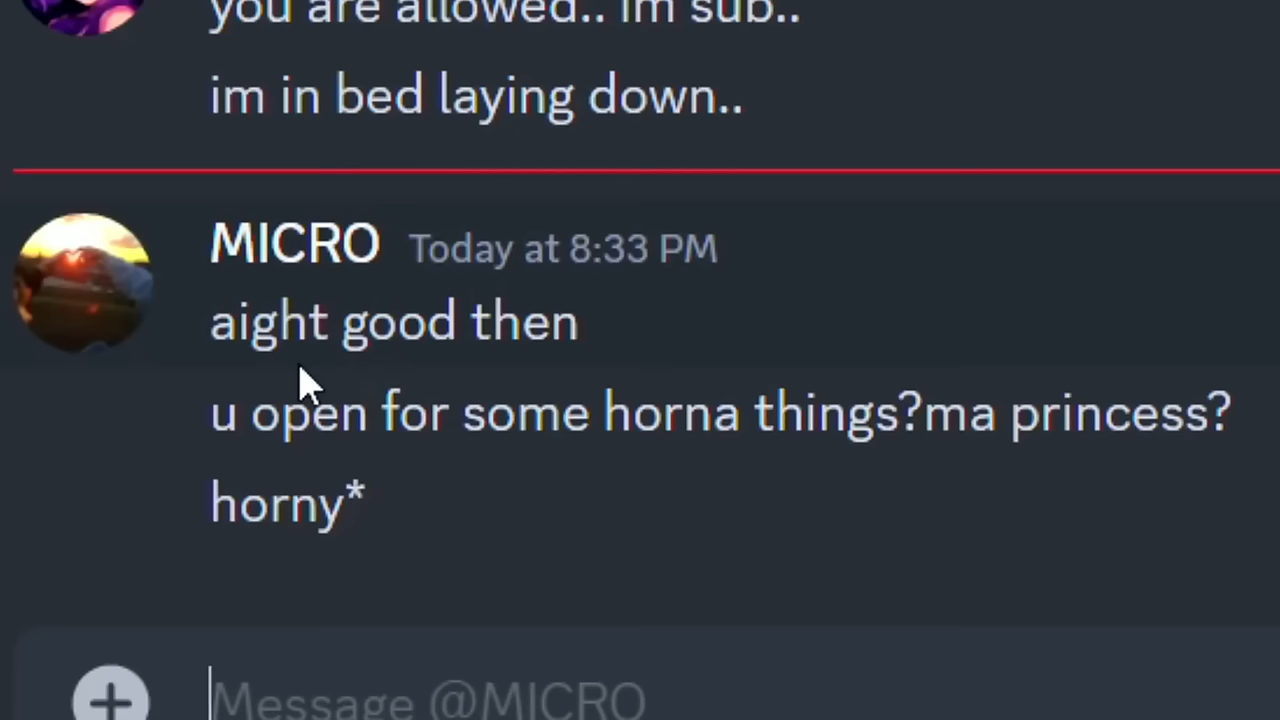 you are allowed.. im sub..
im in bed laying down..
MICRO Today at 8:33 PM
aight good then
u open for some horna things?ma princess?
horny*
Message @MICRO